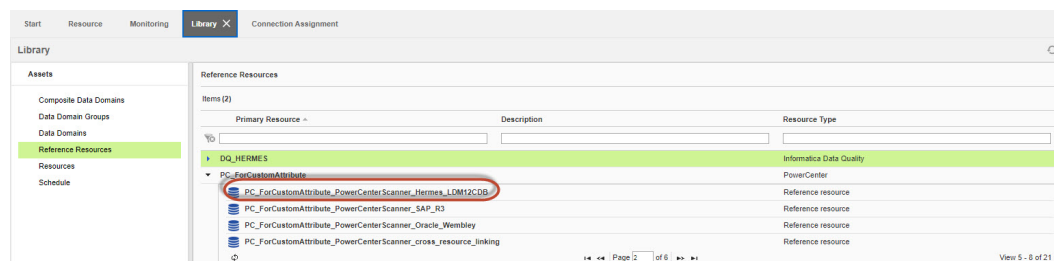 Start Resource Monitoring Library X Connection Assignment
Library
Assets
Composite Data Domains
Data Domain Groups
Data Domains
Reference Resources
Resources
Schedule
Reference Resources
Items (2)
Primary Resource Description Resource Type
DQ_HERMES Informatica Data Quality
PC_ForCustomAttribute PowerCenter
PC_ForCustomAttribute_PowerCenterScanner_Hermes_LDM12CDB Reference resource
PC_ForCustomAttribute_PowerCenterScanner_SAP_R3 Reference resource
PC_ForCustomAttribute_PowerCenterScanner_Oracle_Wembley Reference resource
PC_ForCustomAttribute_PowerCenterScanner_cross_resource_linking Reference resource
Page 2 of 6 View 5 - 8 of 21